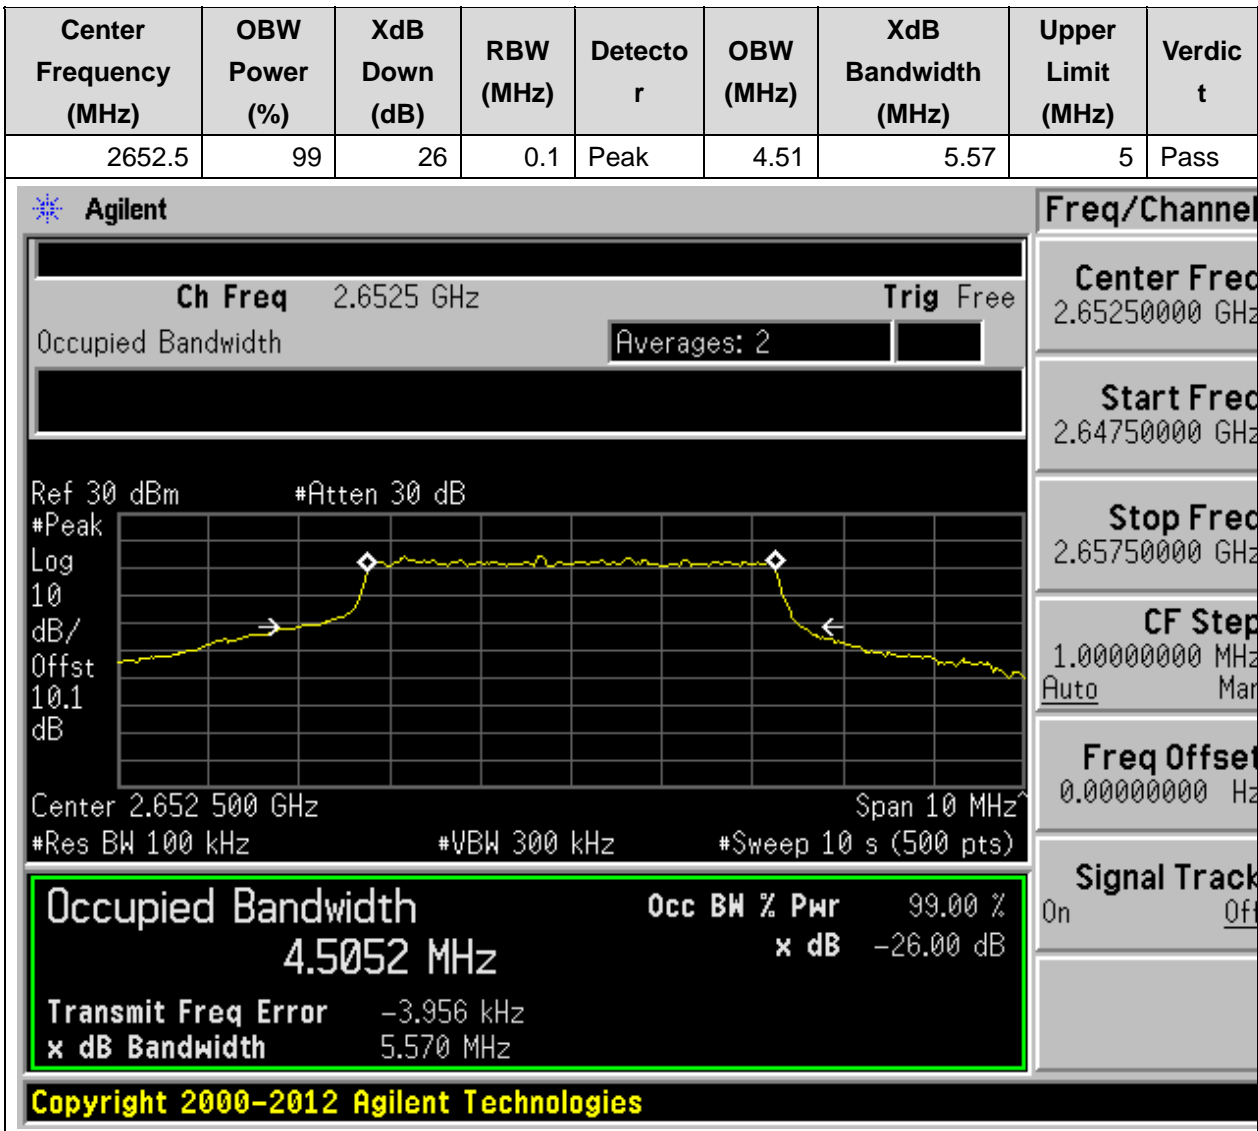 Center Frequency (MHz) OBW Power (%) XdB Down (dB) RBW (MHz) Detector OBW (MHz) XdB Bandwidth (MHz) Upper Limit (MHz) Verdict
2652.5 99 26 0.1 Peak 4.51 5.57 5 Pass
Agilent
Freq/Channel
Ch Freq 2.6525 GHz Trig Free
Occupied Bandwidth Averages: 2
Center Freq
2.65250000 GHz
Start Freq
2.64750000 GHz
Stop Freq
2.65750000 GHz
CF Step
1.00000000 MHz
Auto Man
Freq Offset
0.00000000 Hz
Signal Track
On Off
Ref 30 dBm #Atten 30 dB
#Peak
Log
10
dB/
Offst
10.1
dB
Center 2.652 500 GHz Span 10 MHz^
#Res BW 100 kHz #VBW 300 kHz #Sweep 10 s (500 pts)
Occupied Bandwidth
4.5052 MHz
Occ BW % Pwr 99.00 %
x dB -26.00 dB
Transmit Freq Error -3.956 kHz
x dB Bandwidth 5.570 MHz
Copyright 2000-2012 Agilent Technologies